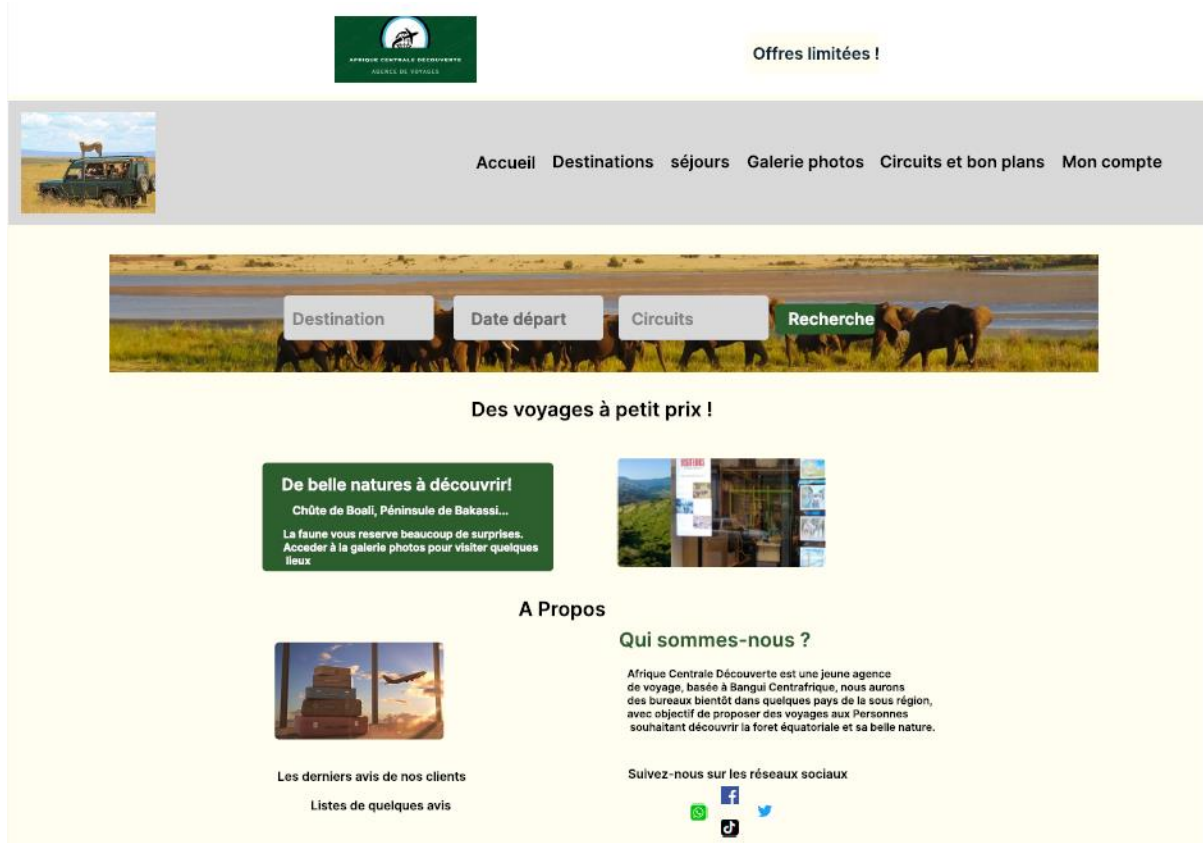 AFRIQUE CENTRALE DÉCOUVERTE
AGENCE DE VOYAGES
Offres limitées !
Accueil Destinations séjours Galerie photos Circuits et bon plans Mon compte
Destination Date départ Circuits Recherche
Des voyages à petit prix !
De belle natures à découvrir!
Chûte de Boali, Péninsule de Bakassi...
La faune vous reserve beaucoup de surprises.
Acceder à la galerie photos pour visiter quelques
lieux
A Propos
Qui sommes-nous ?
Afrique Centrale Découverte est une jeune agence
de voyage, basée à Bangui Centrafrique, nous aurons
des bureaux bientôt dans quelques pays de la sous région,
avec objectif de proposer des voyages aux Personnes
souhaitant découvrir la foret équatoriale et sa belle nature.
Les derniers avis de nos clients
Listes de quelques avis
Suivez-nous sur les réseaux sociaux